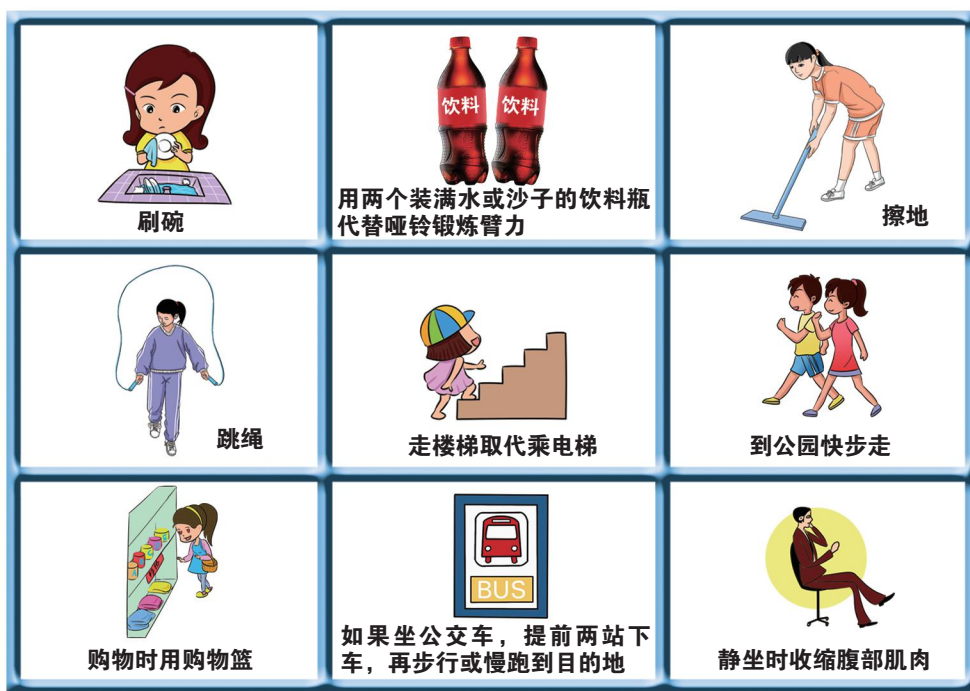 饮料
饮料
刷碗
用两个装满水或沙子的饮料瓶
代替哑铃锻炼臂力
擦地
跳绳
走楼梯取代乘电梯
到公园快步走
购物时用购物篮
BUS
如果坐公交车，提前两站下
车，再步行或慢跑到目的地
静坐时收缩腹部肌肉